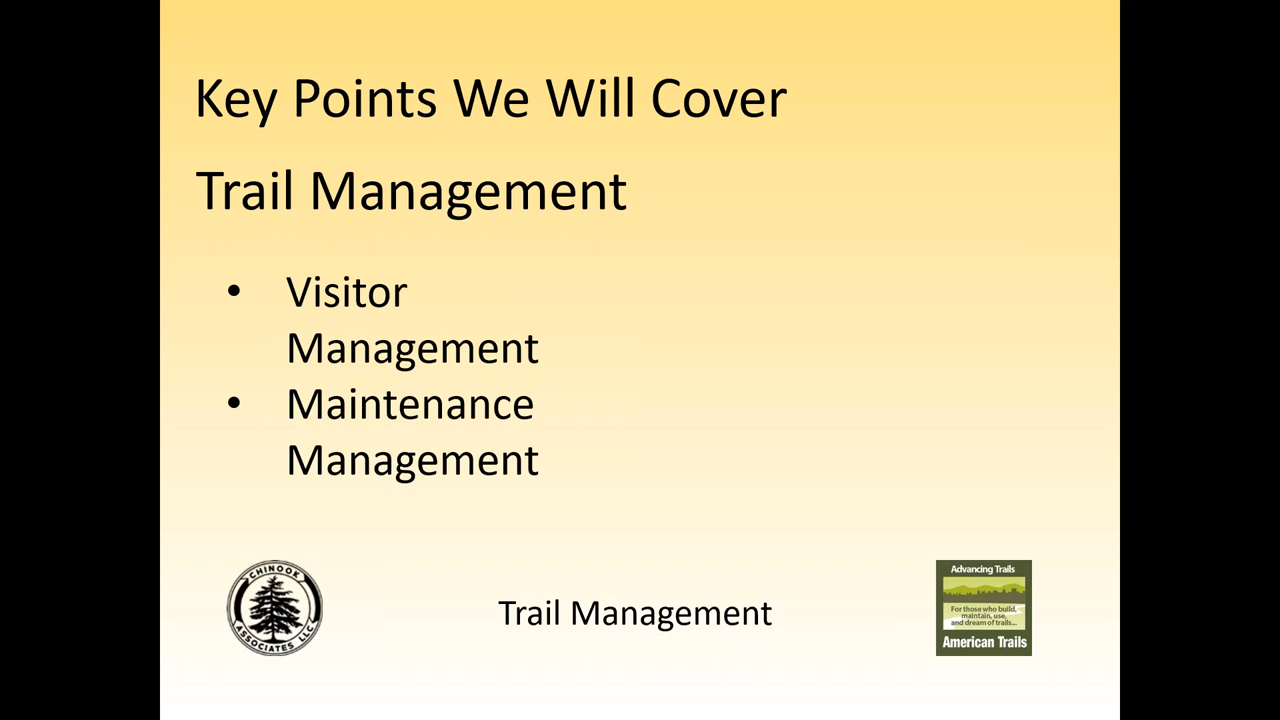 Key Points We Will Cover
Trail Management
• Visitor
Management
• Maintenance
Management
CHINOOK
ASSOCIATES, LLC
Trail Management
Advancing Trails
For those who build,
maintain, use,
and dream of trails...
American Trails